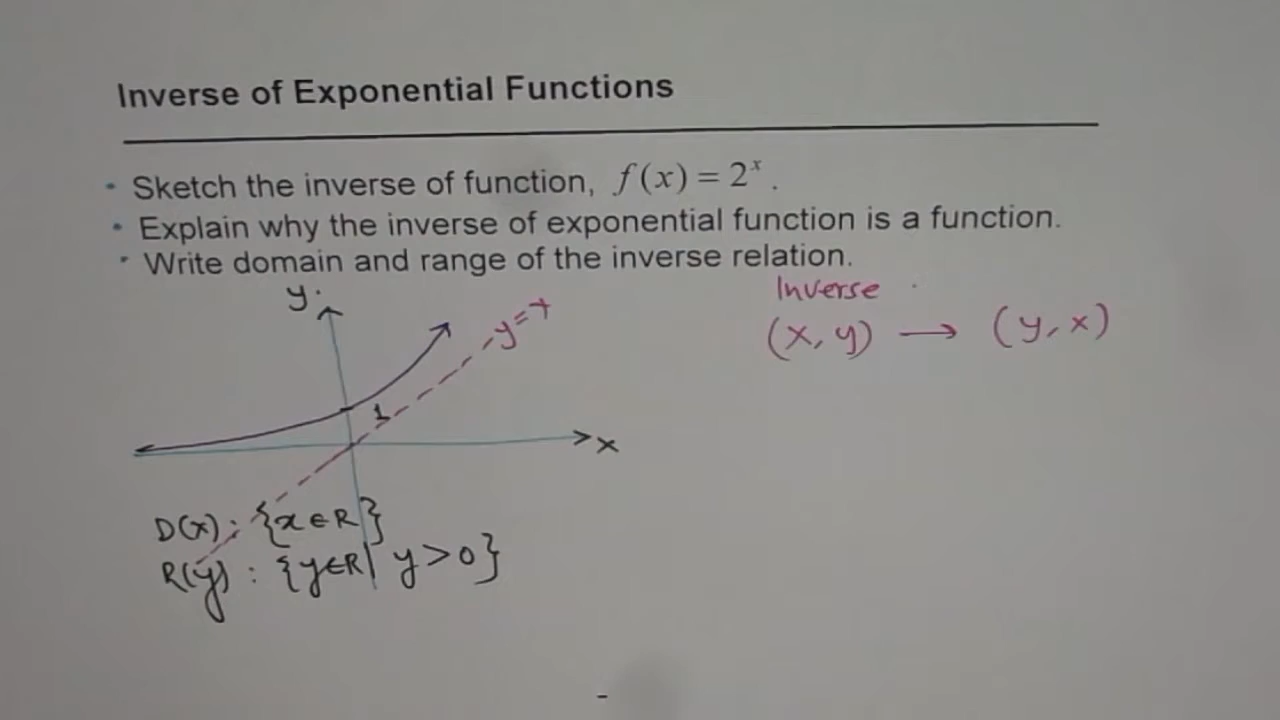 Inverse of Exponential Functions
• Sketch the inverse of function, f(x) = 2^x.
• Explain why the inverse of exponential function is a function.
• Write domain and range of the inverse relation.
Inverse
(x, y) → (y, x)
y
y=x
1
x
D(x): {x∈R}
R(y): {y∈R| y>0}